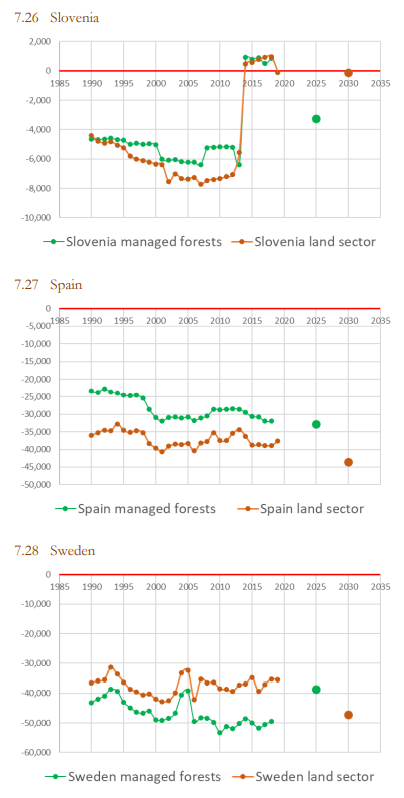 7.26 Slovenia
2,000
0
1985 1990 1995 2000 2005 2010 2015 2020 2025 2030 2035
-2,000
-4,000
-6,000
-8,000
-10,000
Slovenia managed forests Slovenia land sector
7.27 Spain
0
1985 1990 1995 2000 2005 2010 2015 2020 2025 2030 2035
-5,000
-10,000
-15,000
-20,000
-25,000
-30,000
-35,000
-40,000
-45,000
-50,000
Spain managed forests Spain land sector
7.28 Sweden
0
1985 1990 1995 2000 2005 2010 2015 2020 2025 2030 2035
-10,000
-20,000
-30,000
-40,000
-50,000
-60,000
Sweden managed forests Sweden land sector